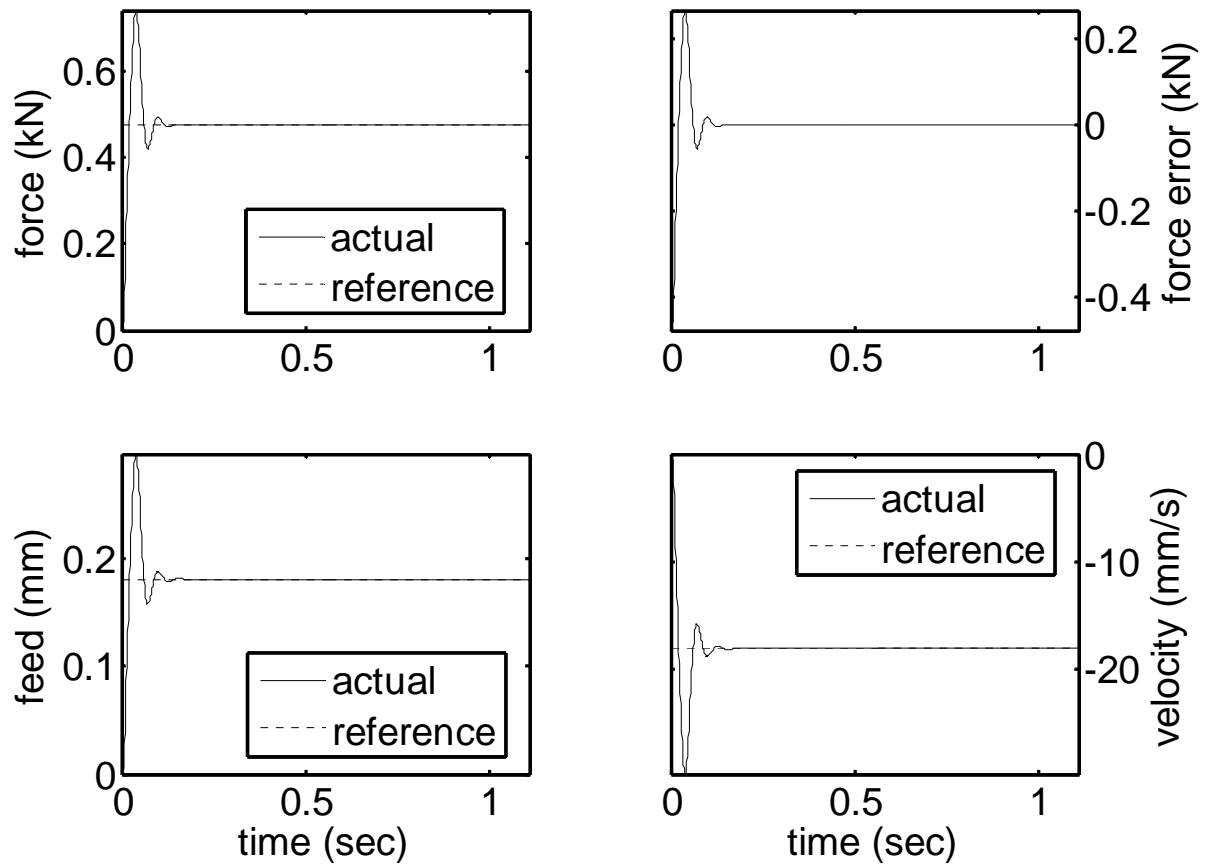 force (kN)
0.6
0.4
0.2
0
0
0.5
1
actual
reference
force error (kN)
0.2
0
-0.2
-0.4
0
0.5
1
feed (mm)
0.2
0.1
0
0
0.5
1
time (sec)
actual
reference
velocity (mm/s)
0
-10
-20
0
0.5
1
time (sec)
actual
reference